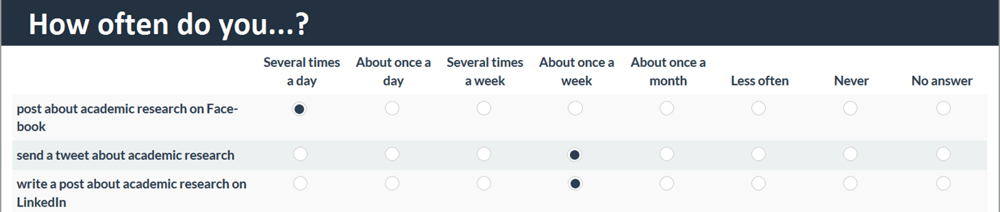 How often do you...?
Several times a day
About once a day
Several times a week
About once a week
About once a month
Less often
Never
No answer
post about academic research on Face-
book
send a tweet about academic research
write a post about academic research on
LinkedIn